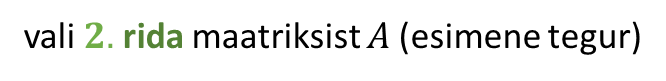 vali 2. rida maatriksist A (esimene tegur)